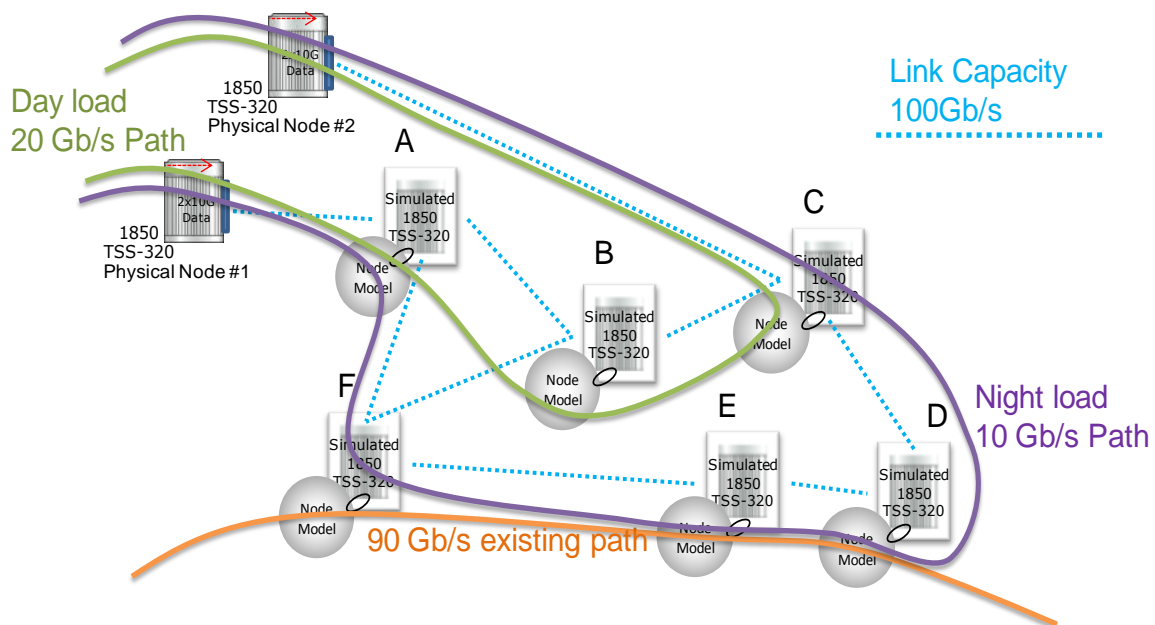 2x10G
Data
1850
TSS-320
Physical Node #2
Link Capacity
100Gb/s
Day load
20 Gb/s Path
2x10G
Data
1850
TSS-320
Physical Node #1
A
Simulated
1850
TSS-320
Node
Model
B
Simulated
1850
TSS-320
Node
Model
C
Simulated
1850
TSS-320
Node
Model
F
Simulated
1850
TSS-320
Node
Model
E
Simulated
1850
TSS-320
Node
Model
D
Simulated
1850
TSS-320
Node
Model
Night load
10 Gb/s Path
90 Gb/s existing path